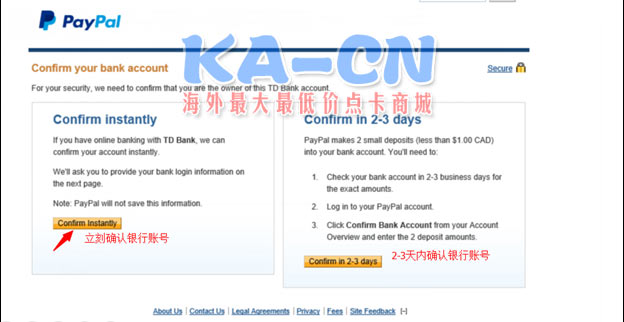 PayPal
KA-CN
海外最大最低价点卡商城
Confirm your bank account
Secure
For your security, we need to confirm that you are the owner of this TD Bank account.
Confirm instantly
If you have online banking with TD Bank, we can
confirm your account instantly.
We'll ask you to provide your bank login information on
the next page.
Note: PayPal will not save this information.
Confirm Instantly
立刻确认银行账号
Confirm in 2-3 days
PayPal makes 2 small deposits (less than $1.00 CAD)
into your bank account. You'll need to:
1. Check your bank account in 2-3 business days for
the exact amounts.
2. Log in to your PayPal account.
3. Click Confirm Bank Account from your Account
Overview and enter the 2 deposit amounts.
2-3天内确认银行账号
Confirm in 2-3 days
About Us | Contact Us | Legal Agreements | Privacy | Fees | Site Feedback [-]